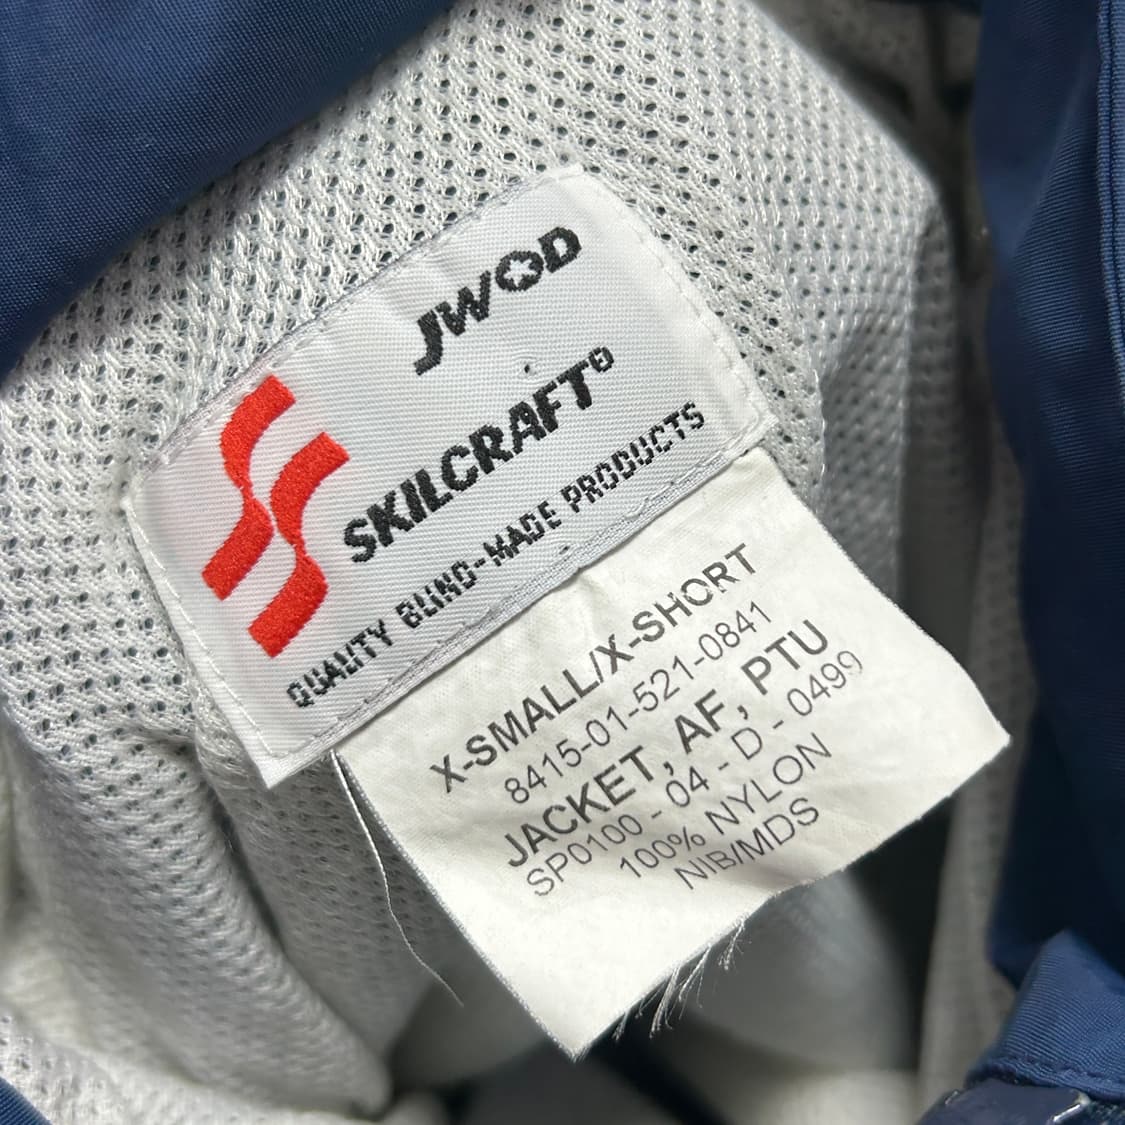 JWOD
SKILCRAFT®
QUALITY BLIND-MADE PRODUCTS
X-SMALL/X-SHORT
8415-01-521-0841
JACKET, AF, PTU
SP0100 - 04 - D - 0499
100% NYLON
NIB/MDS